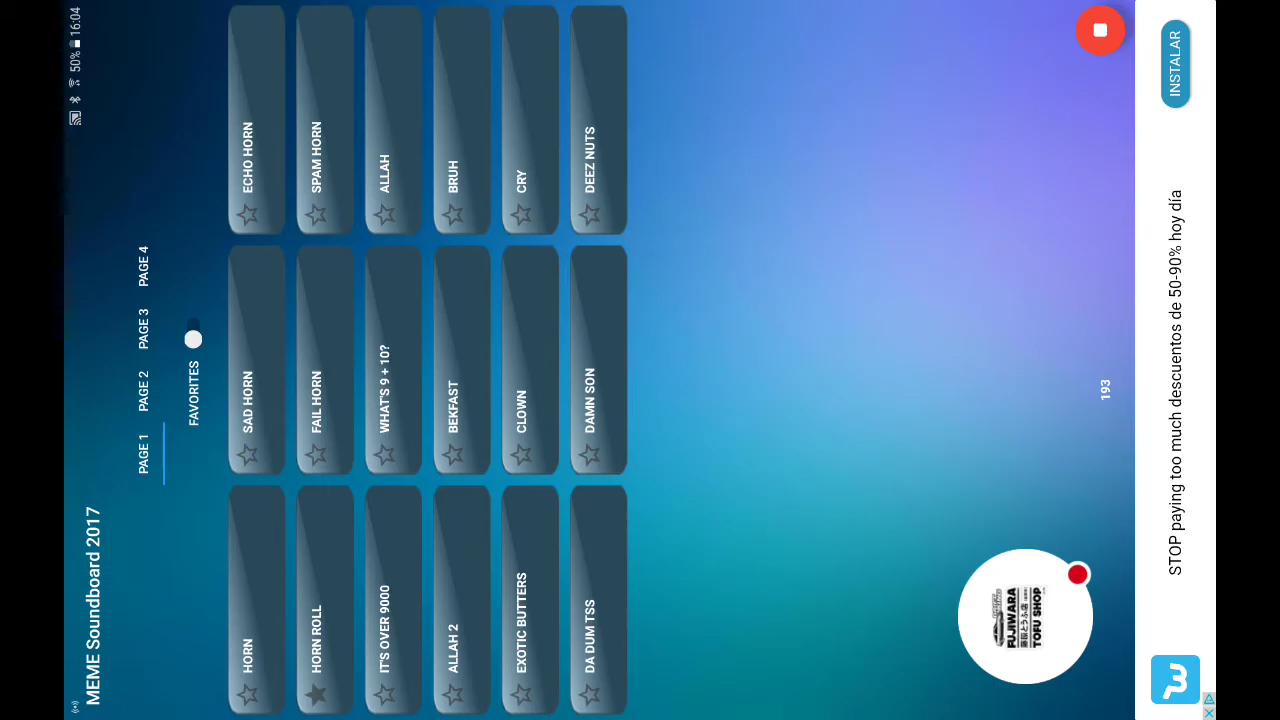 50% 16:04
MEME Soundboard 2017
PAGE 1 PAGE 2 PAGE 3 PAGE 4
FAVORITES
HORN SAD HORN ECHO HORN
HORN ROLL FAIL HORN SPAM HORN
IT'S OVER 9000 WHAT'S 9 + 10? ALLAH
ALLAH 2 BEKFAST BRUH
EXOTIC BUTTERS CLOWN CRY
DA DUM TSS DAMN SON DEEZ NUTS
FUJIWARA
TOFU SHOP
193
STOP paying too much descuentos de 50-90% hoy día
INSTALAR